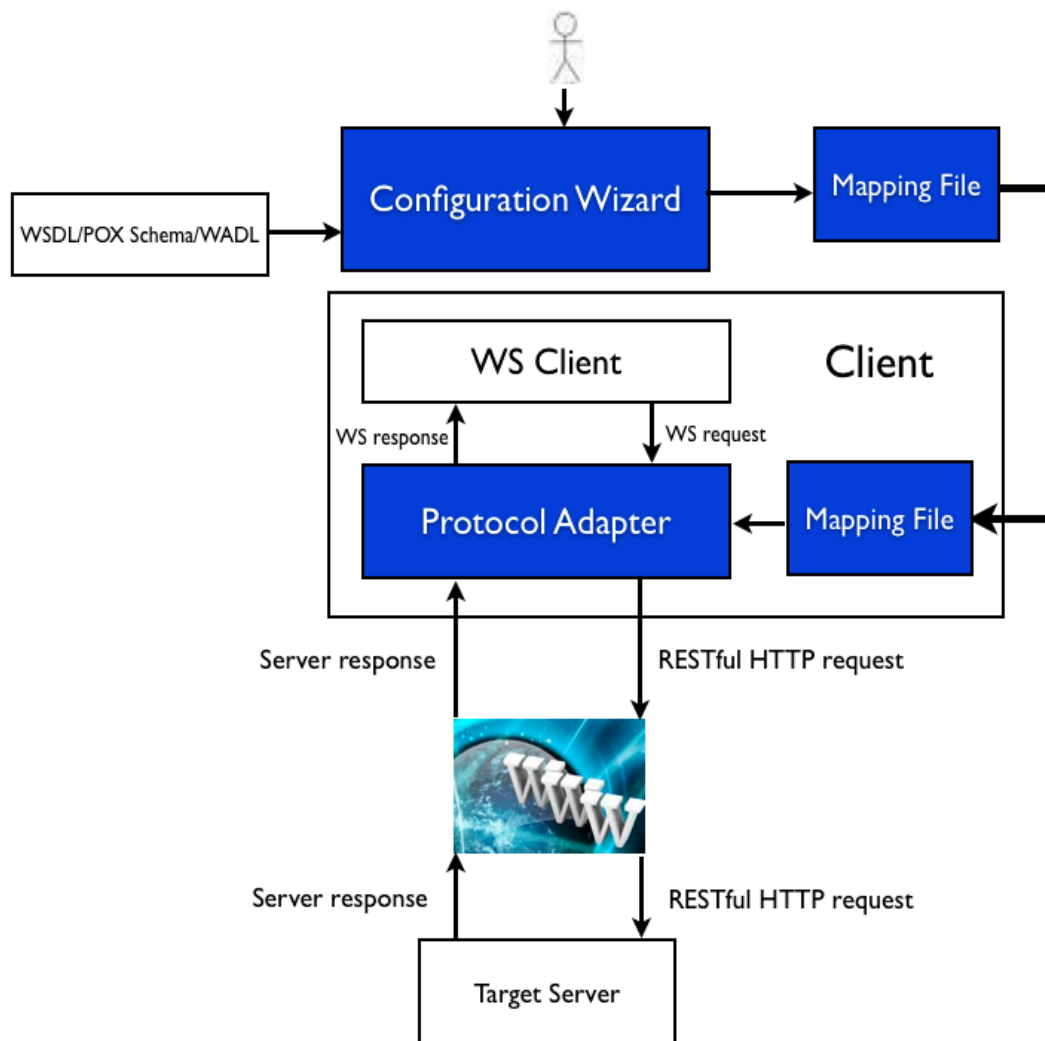 Configuration Wizard
Mapping File
WSDL/POX Schema/WADL
WS Client
Client
WS response
WS request
Protocol Adapter
Mapping File
Server response
RESTful HTTP request
WWW
Server response
RESTful HTTP request
Target Server